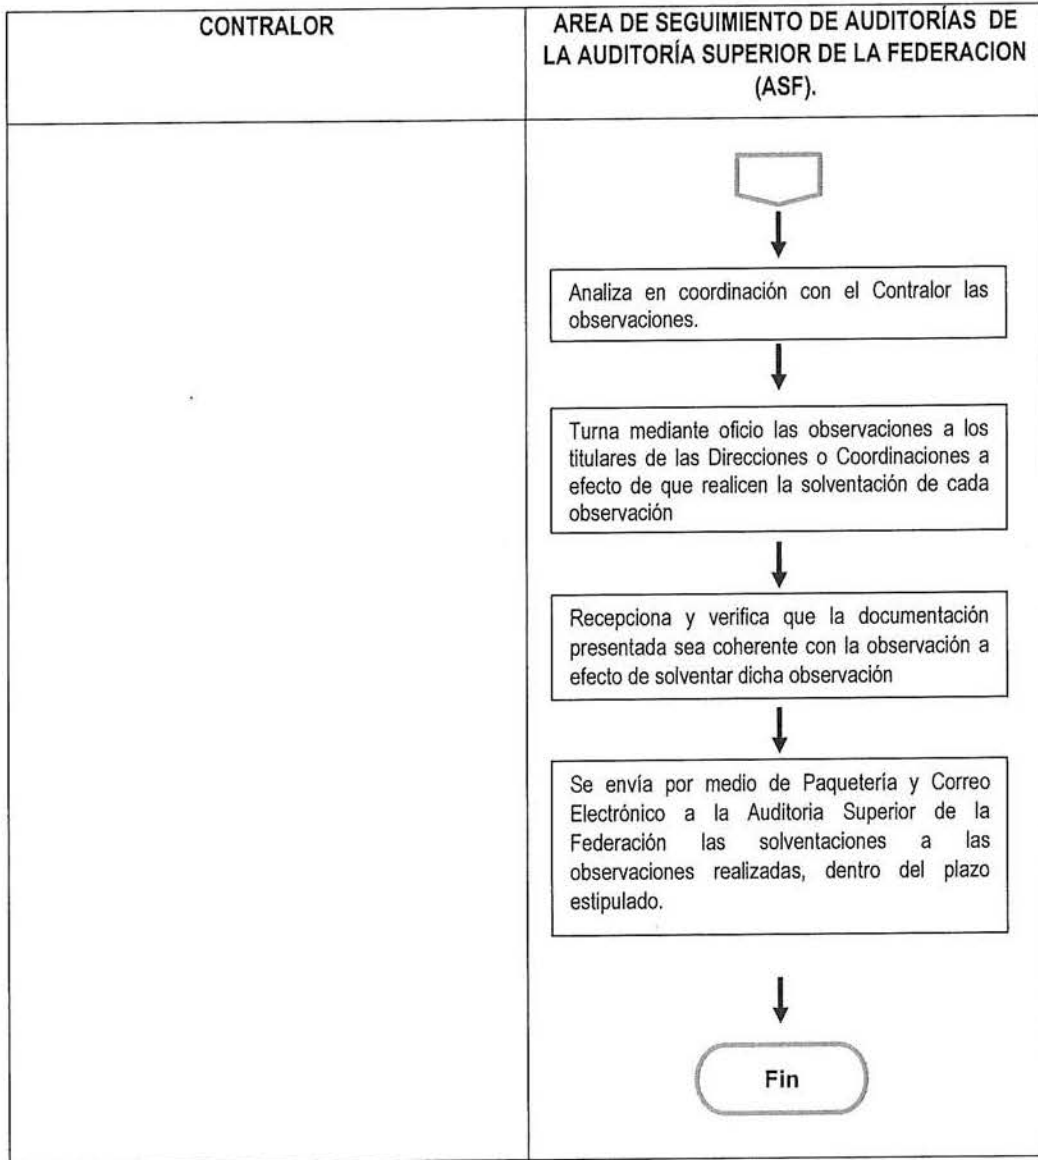 CONTRALOR
AREA DE SEGUIMIENTO DE AUDITORÍAS DE
LA AUDITORÍA SUPERIOR DE LA FEDERACION
(ASF).
Analiza en coordinación con el Contralor las
observaciones.
Turna mediante oficio las observaciones a los
titulares de las Direcciones o Coordinaciones a
efecto de que realicen la solventación de cada
observación
Recepciona y verifica que la documentación
presentada sea coherente con la observación a
efecto de solventar dicha observación
Se envía por medio de Paquetería y Correo
Electrónico a la Auditoria Superior de la
Federación las solventaciones a las
observaciones realizadas, dentro del plazo
estipulado.
Fin